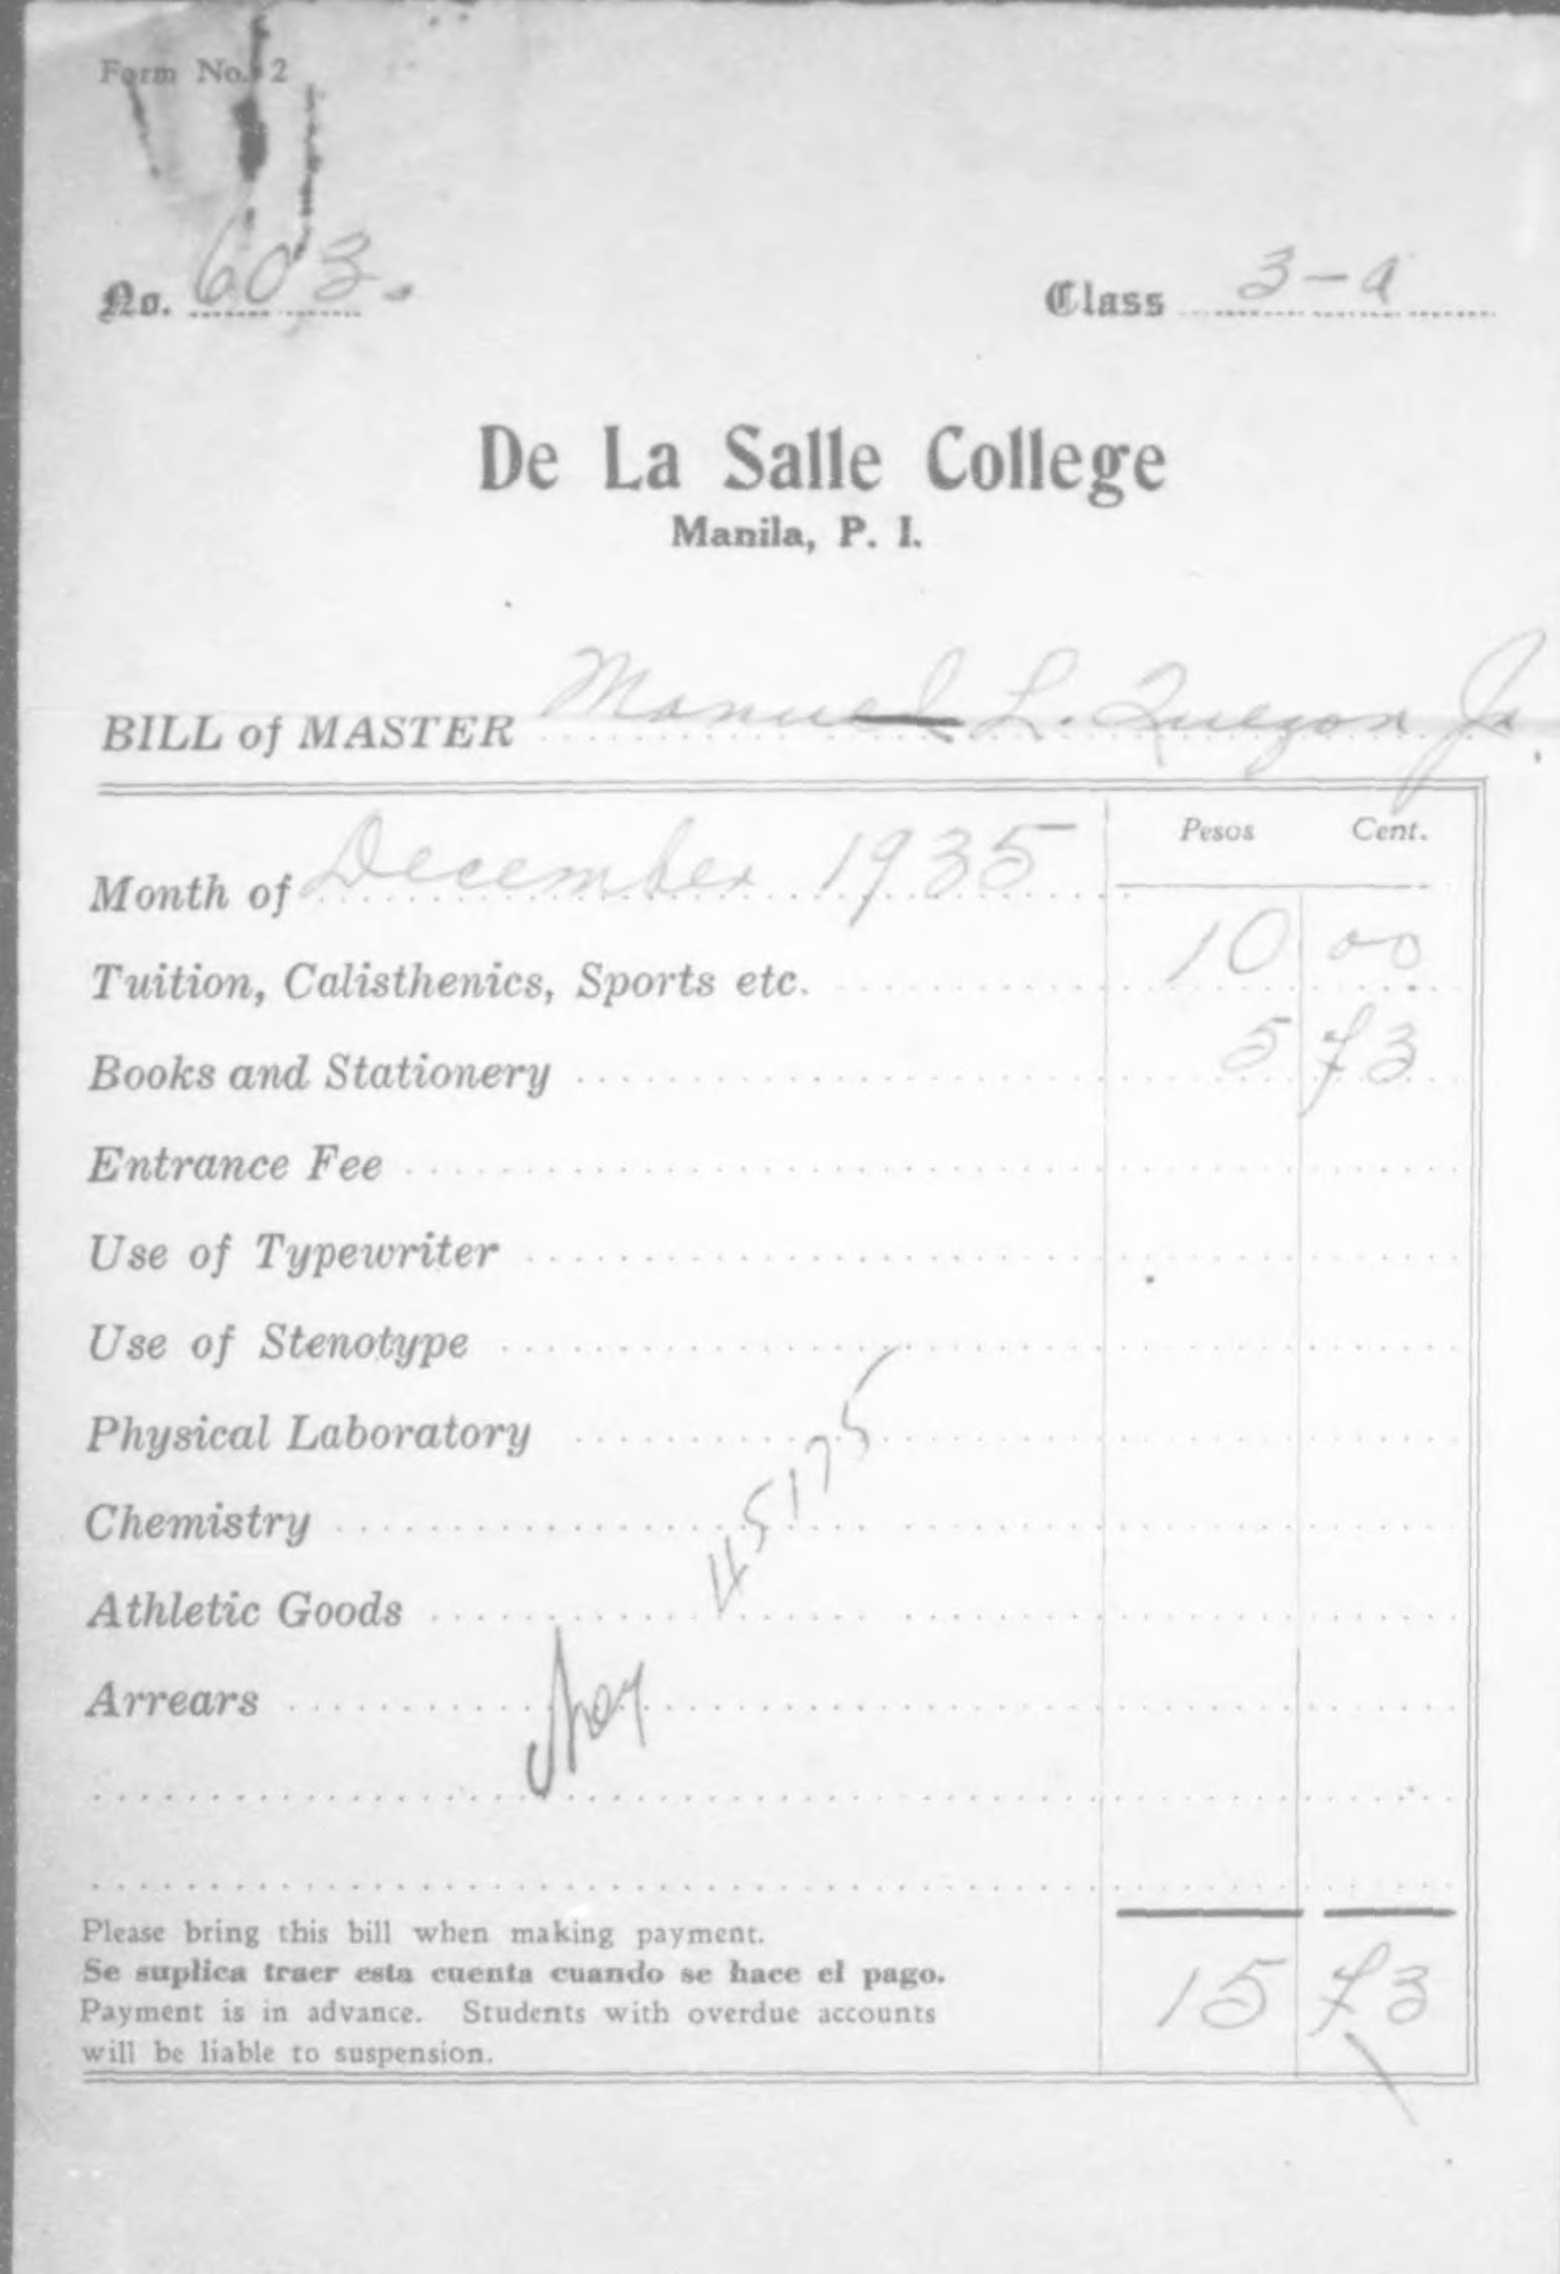 Form No. 2
No. 603.
Class 3-a
De La Salle College
Manila, P. I.
BILL of MASTER Manuel L. Quezon Jr.
Pesos Cent.
Month of December 1935
Tuition, Calisthenics, Sports etc. 10 00
Books and Stationery 5 73
Entrance Fee
Use of Typewriter
Use of Stenotype
Physical Laboratory
Chemistry
45175
Athletic Goods
Arrears
Please bring this bill when making payment.
Se suplica traer esta cuenta cuando se hace el pago.
Payment is in advance. Students with overdue accounts
will be liable to suspension.
15 73